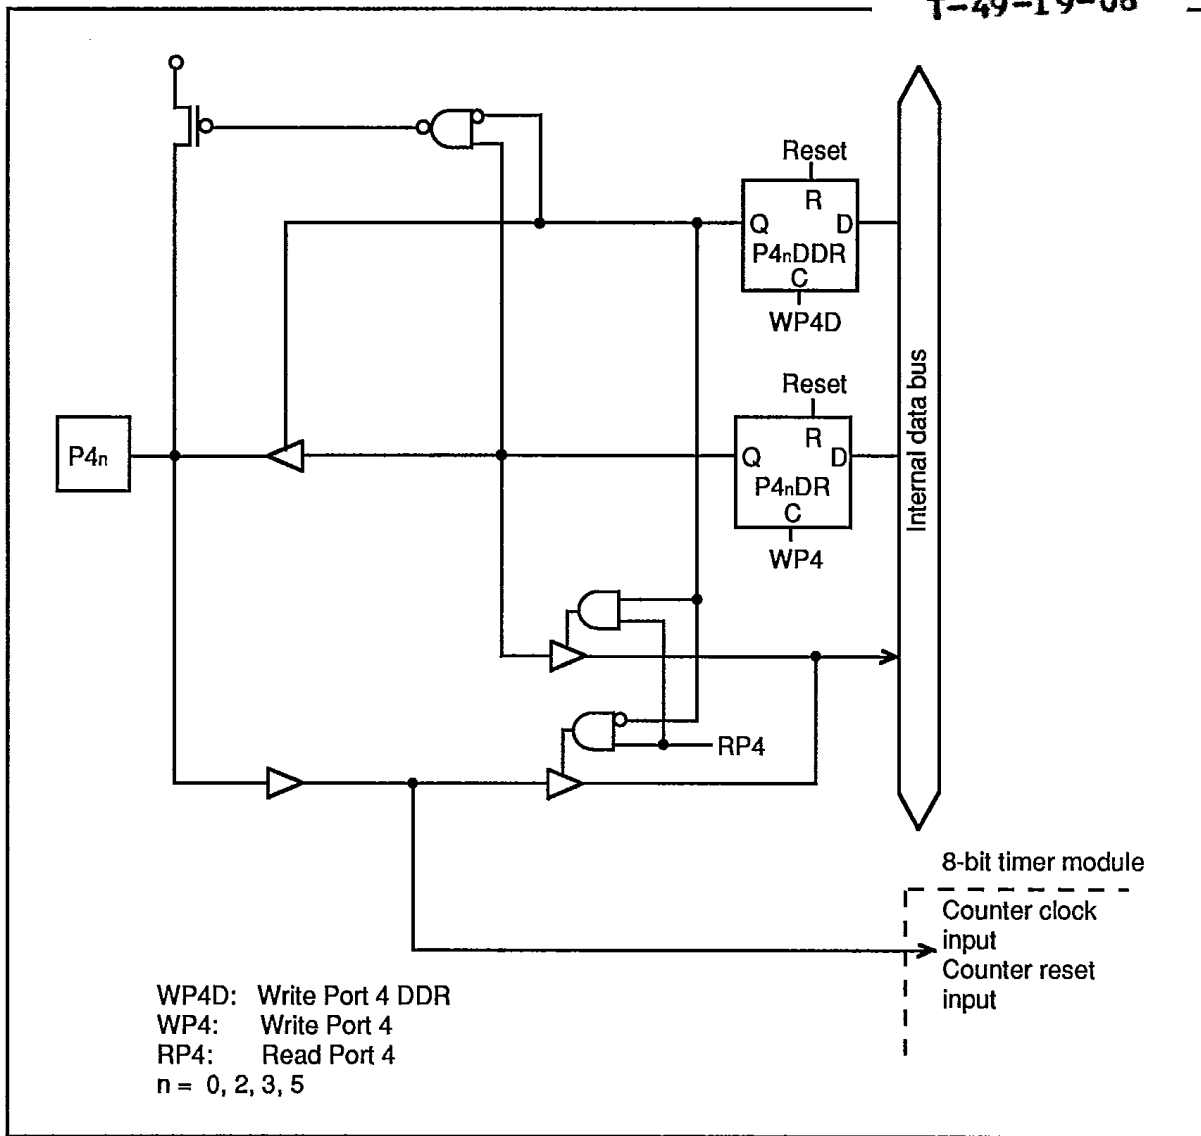 Reset
R
Q D
P4nDDR
C
WP4D
Reset
R
P4n
Q D
P4nDR
C
WP4
Internal data bus
RP4
8-bit timer module
Counter clock
input
Counter reset
input
WP4D: Write Port 4 DDR
WP4: Write Port 4
RP4: Read Port 4
n = 0, 2, 3, 5